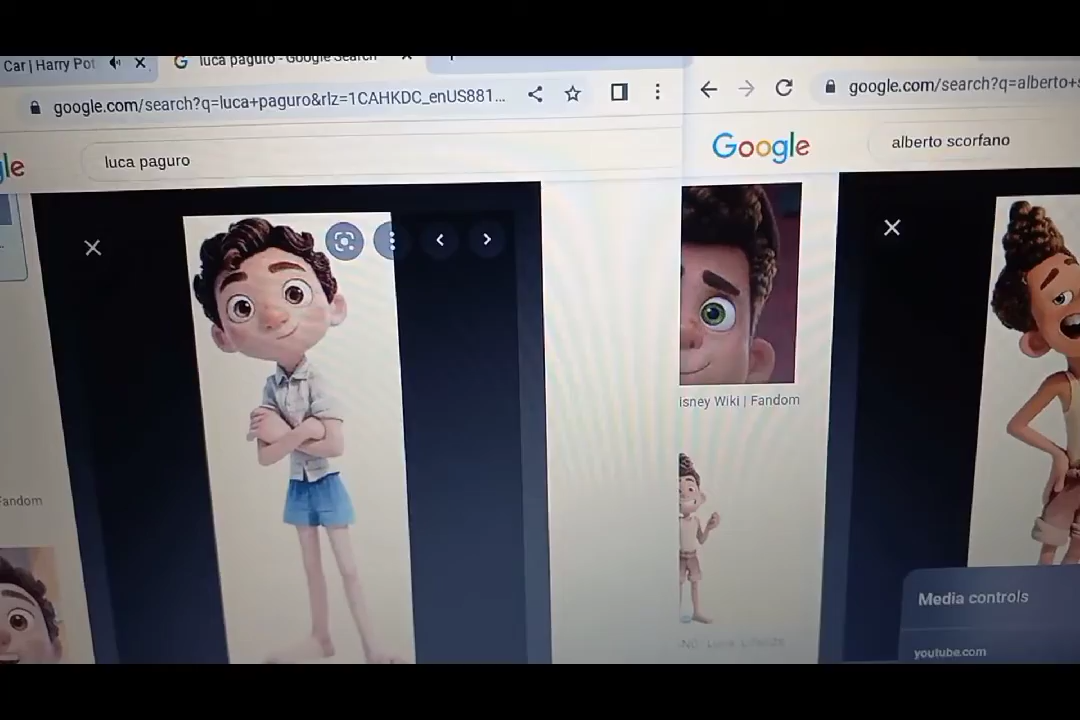 Car | Harry Pot
luca paguro - Google Search
google.com/search?q=luca+paguro&rlz=1CAHKDC_enUS881...
google.com/search?q=alberto+s
le
luca paguro
Google
alberto scorfano
isney Wiki | Fandom
Fandom
Media controls
youtube.com